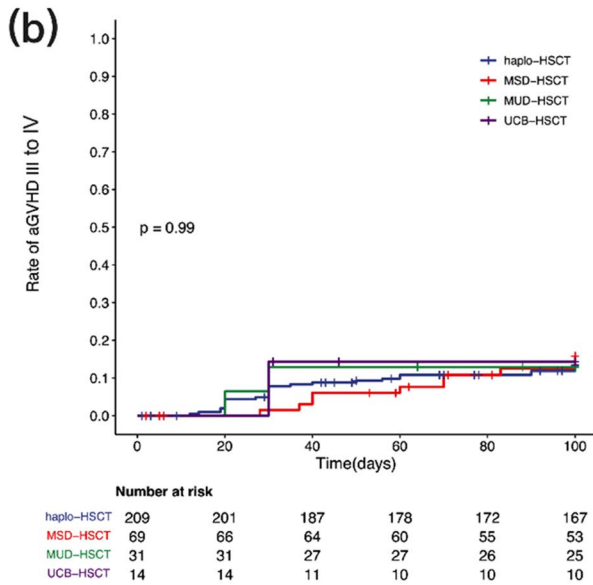 (b)
Rate of aGVHD III to IV
1.0
0.9
0.8
0.7
0.6
0.5
0.4
0.3
0.2
0.1
0.0
haplo-HSCT
MSD-HSCT
MUD-HSCT
UCB-HSCT
p = 0.99
0 20 40 60 80 100
Time(days)
Number at risk
haplo-HSCT 209 201 187 178 172 167
MSD-HSCT 69 66 64 60 55 53
MUD-HSCT 31 31 27 27 26 25
UCB-HSCT 14 14 11 10 10 10